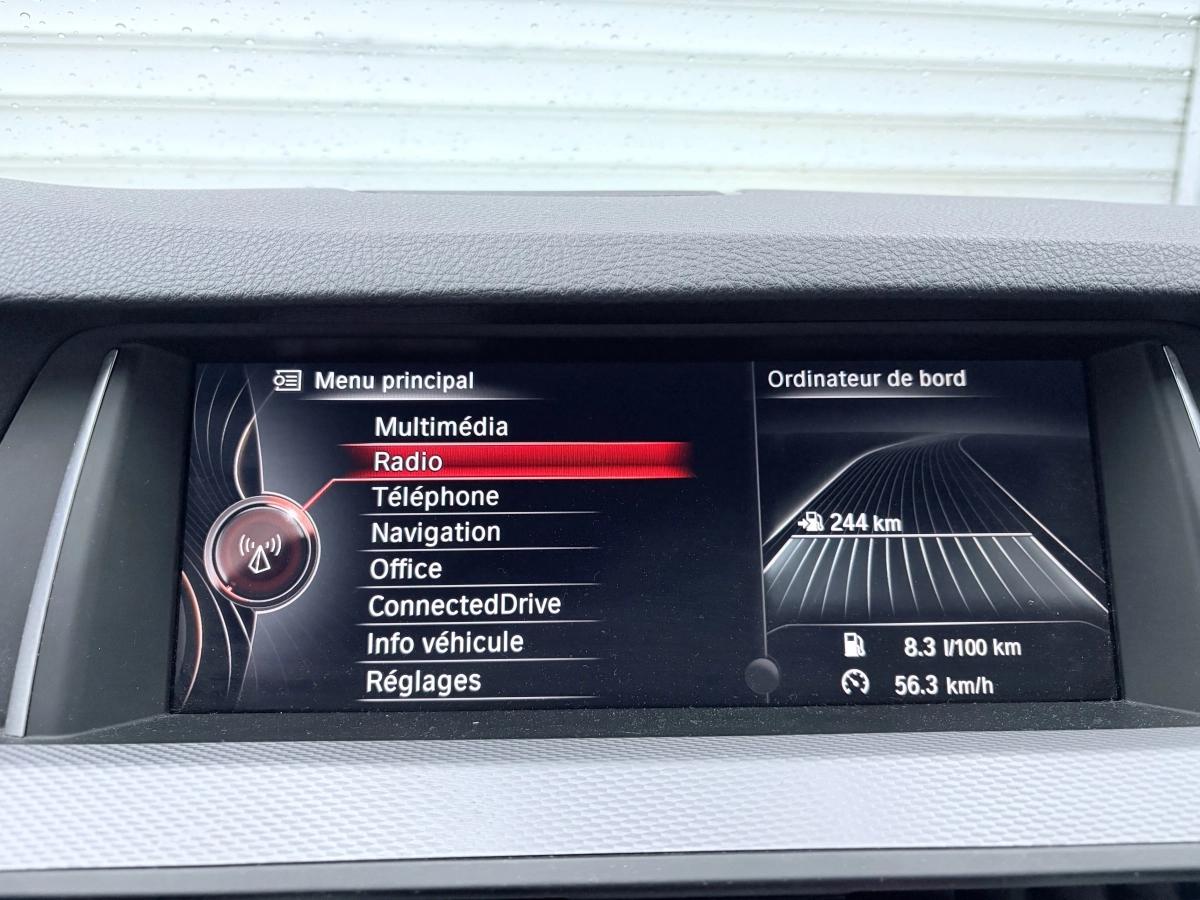 Menu principal
Multimédia
Radio
Téléphone
Navigation
Office
ConnectedDrive
Info véhicule
Réglages
Ordinateur de bord
244 km
8.3 l/100 km
56.3 km/h